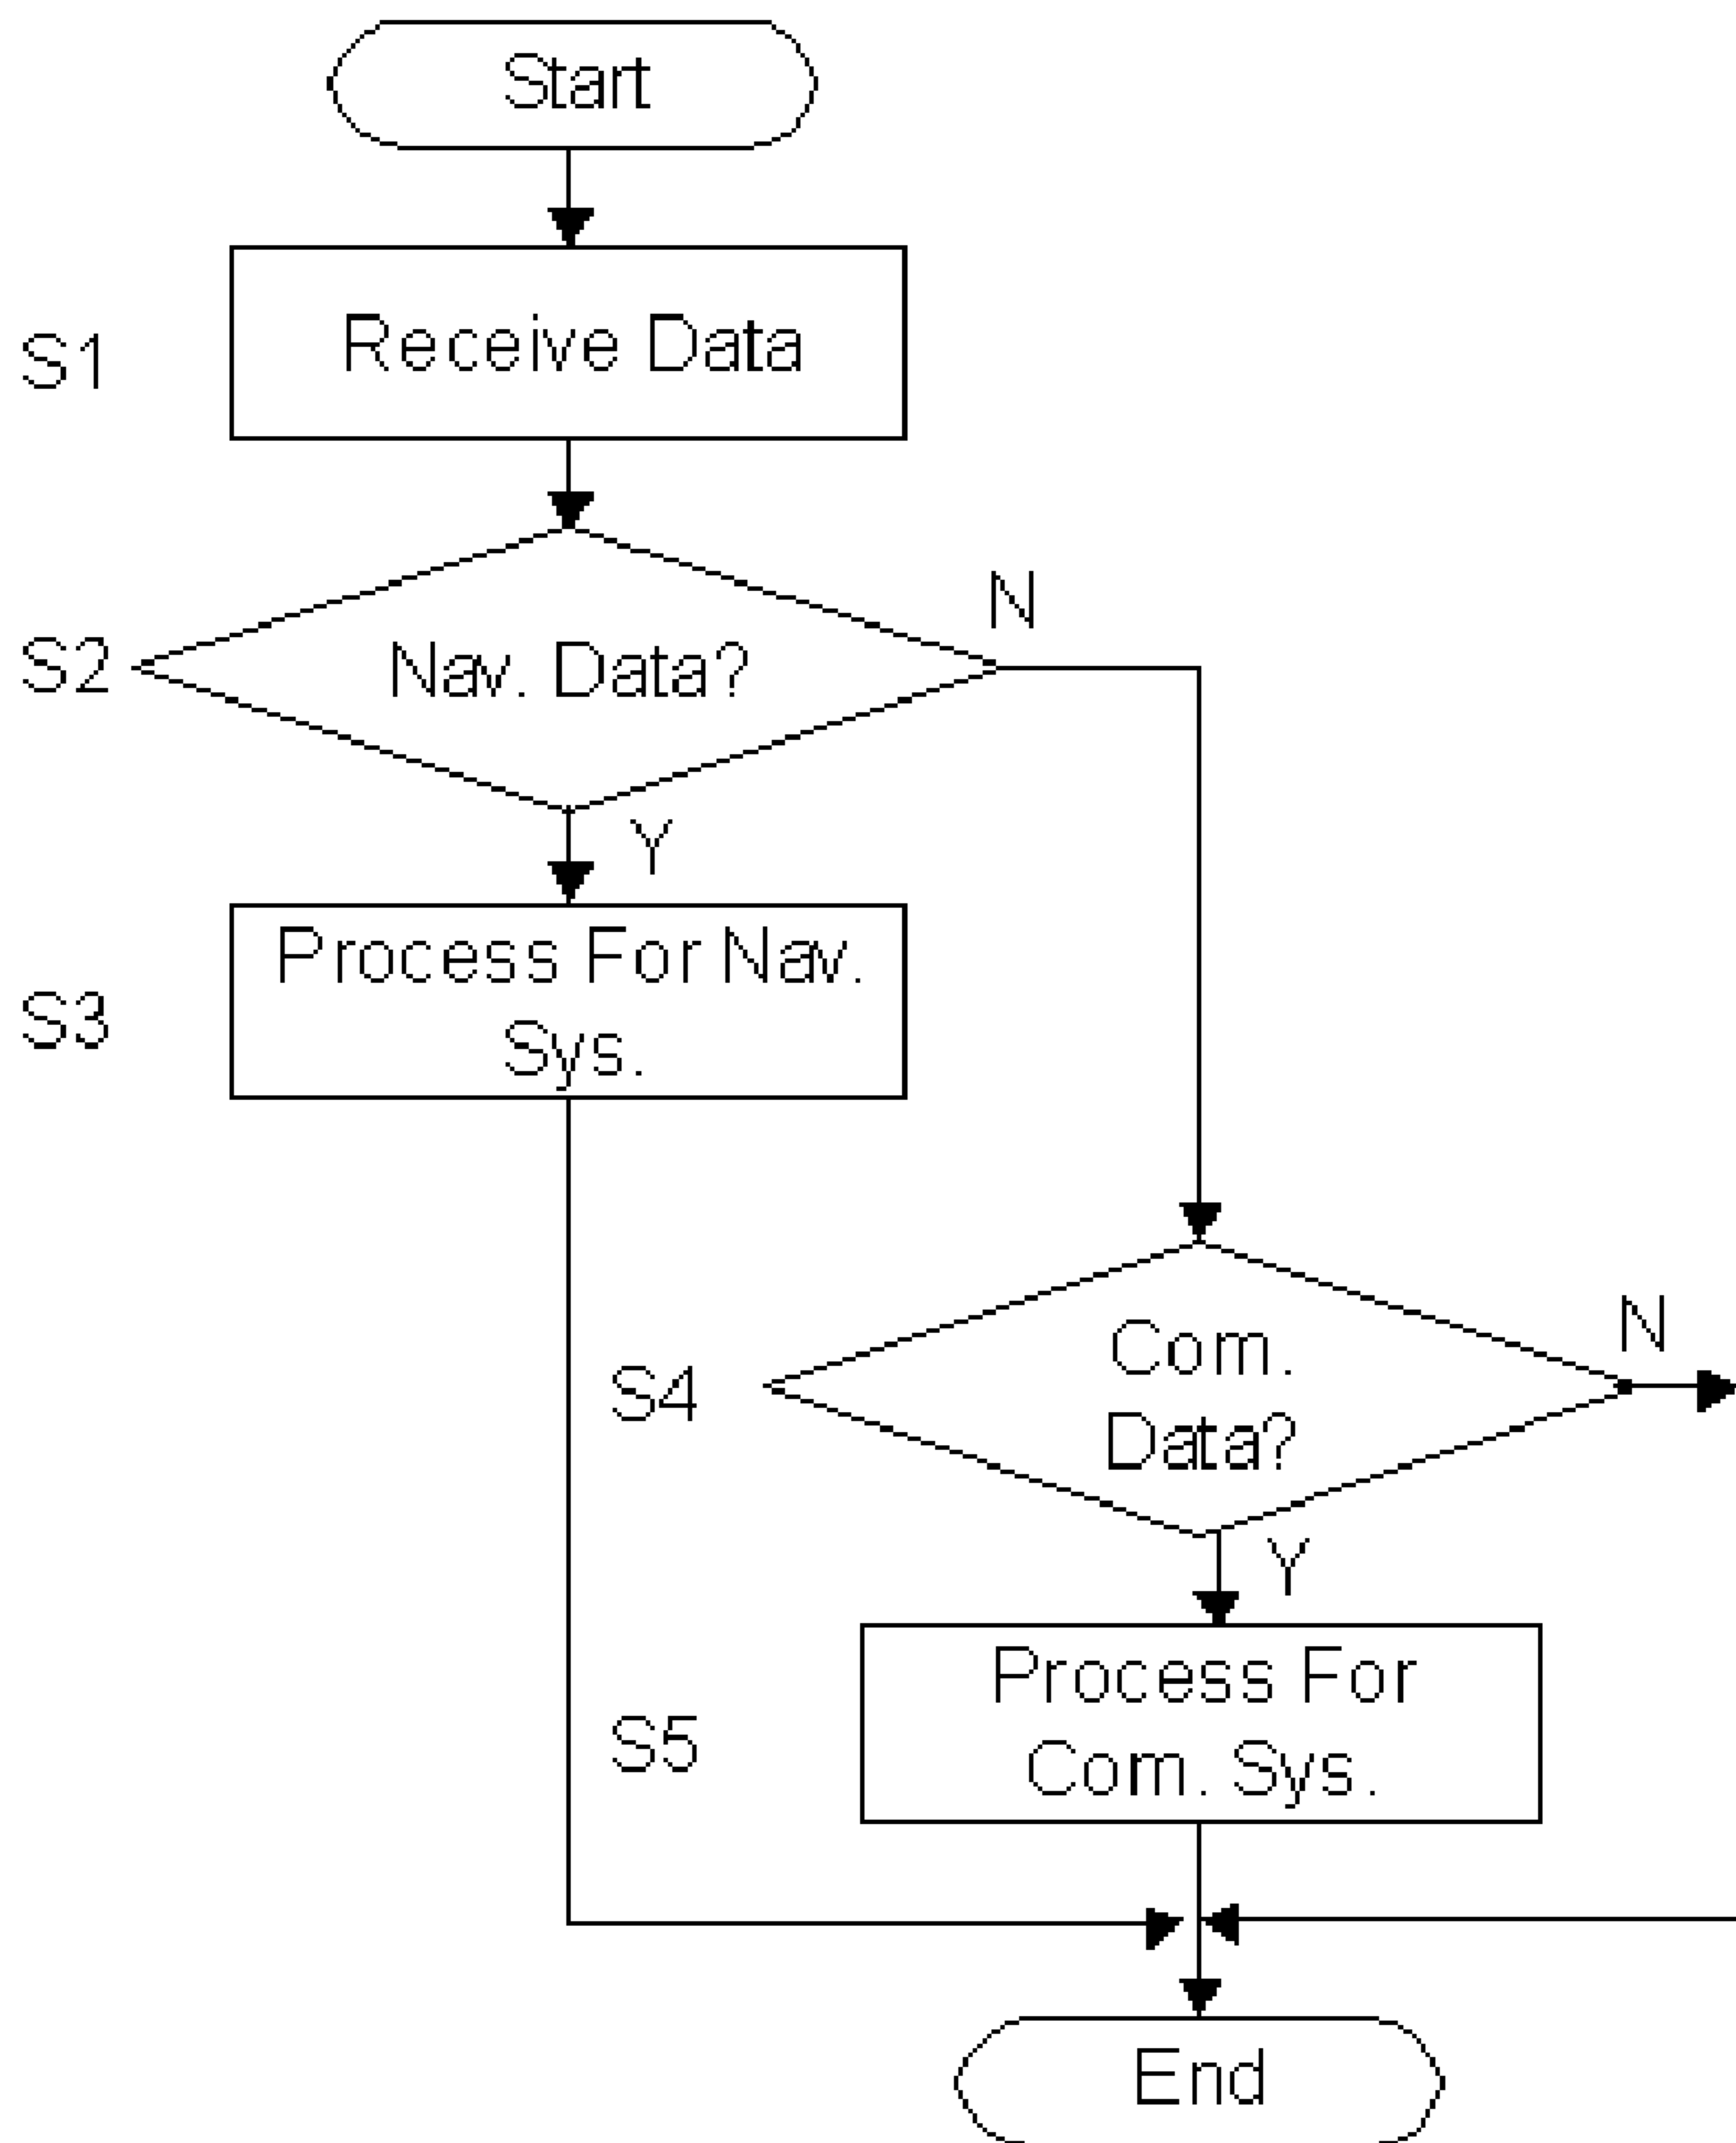 Start
S1
Receive Data
N
S2
Nav. Data?
Y
S3
Process For Nav.
Sys.
N
S4
Com.
Data?
Y
S5
Process For
Com. Sys.
End